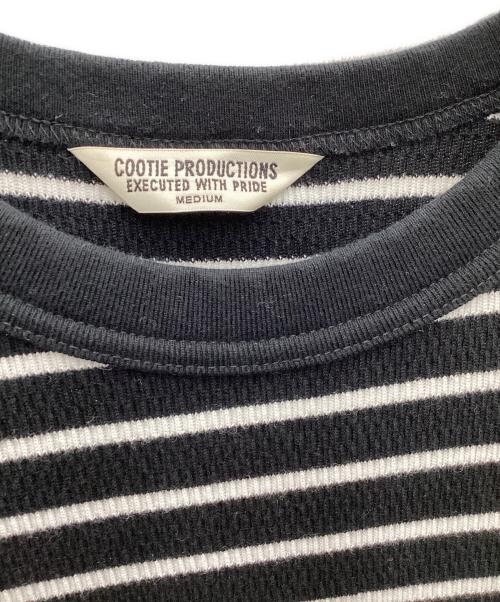 COOTIE PRODUCTIONS
EXECUTED WITH PRIDE
MEDIUM